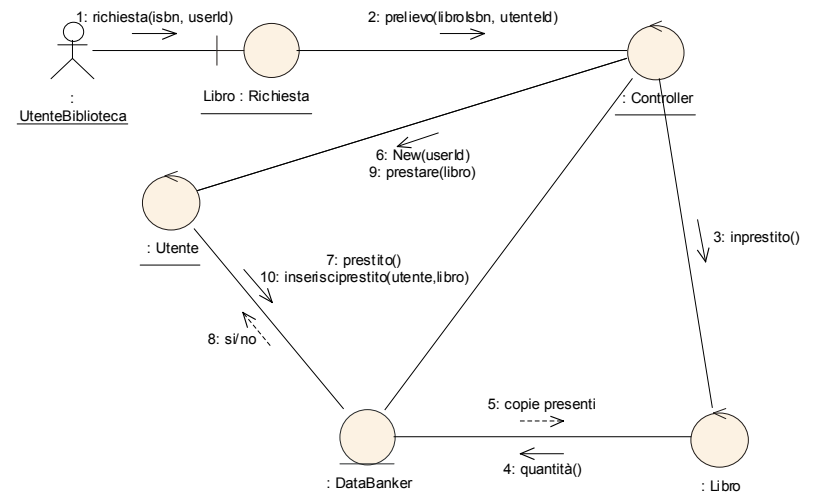 1: richiesta(isbn, userId)
2: prelievo(libroIsbn, utenteId)
:
UtenteBiblioteca
Libro : Richiesta
: Controller
6: New(userId)
9: prestare(libro)
: Utente
3: inprestito()
7: prestito()
10: inserisciprestito(utente,libro)
8: si/no
5: copie presenti
4: quantità()
: DataBanker
: Libro